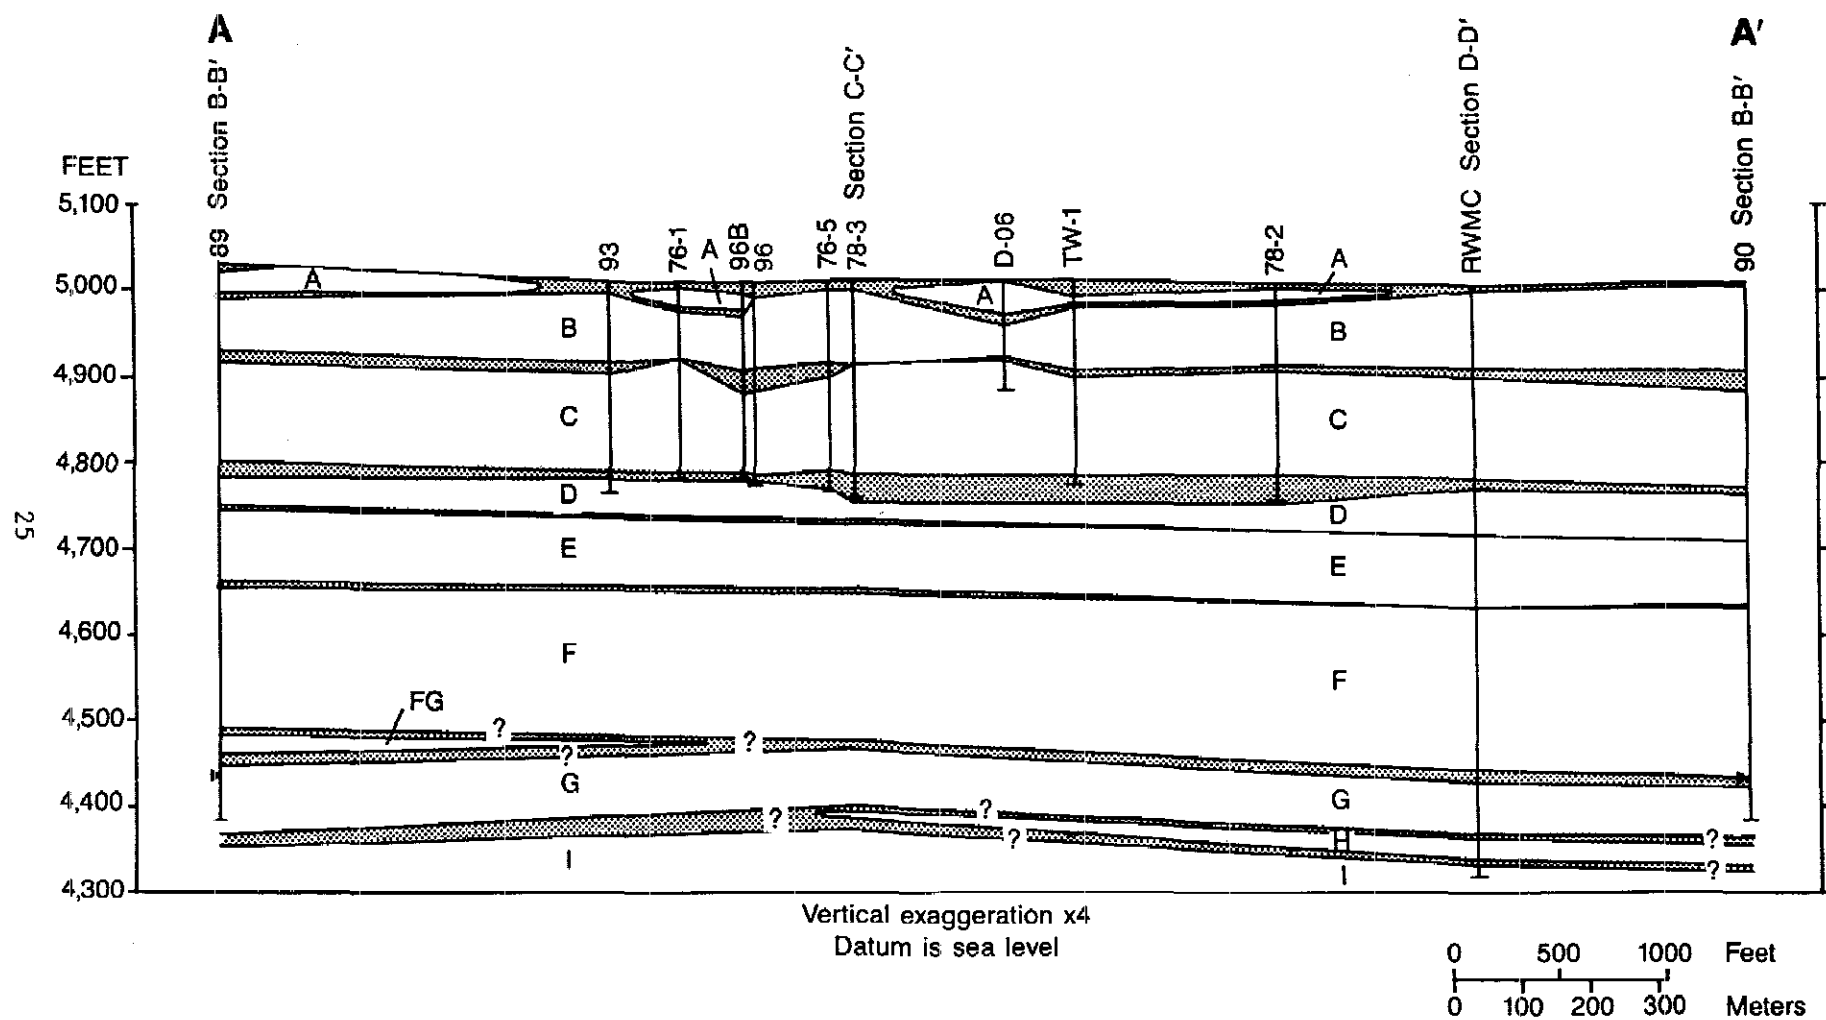 A
A'
89 Section B-B'
93
76-1
A
96B
96
76-5
78-3 Section C-C'
D-06
TW-1
78-2
A
RWMC Section D-D'
90 Section B-B'
FEET
5,100
5,000
4,900
4,800
4,700
4,600
4,500
4,400
4,300
A
A
B
B
C
C
D
D
E
E
F
F
FG
?
?
?
G
G
?
?
?
H
?
?
I
I
25
Vertical exaggeration x4
Datum is sea level
0 500 1000 Feet
0 100 200 300 Meters